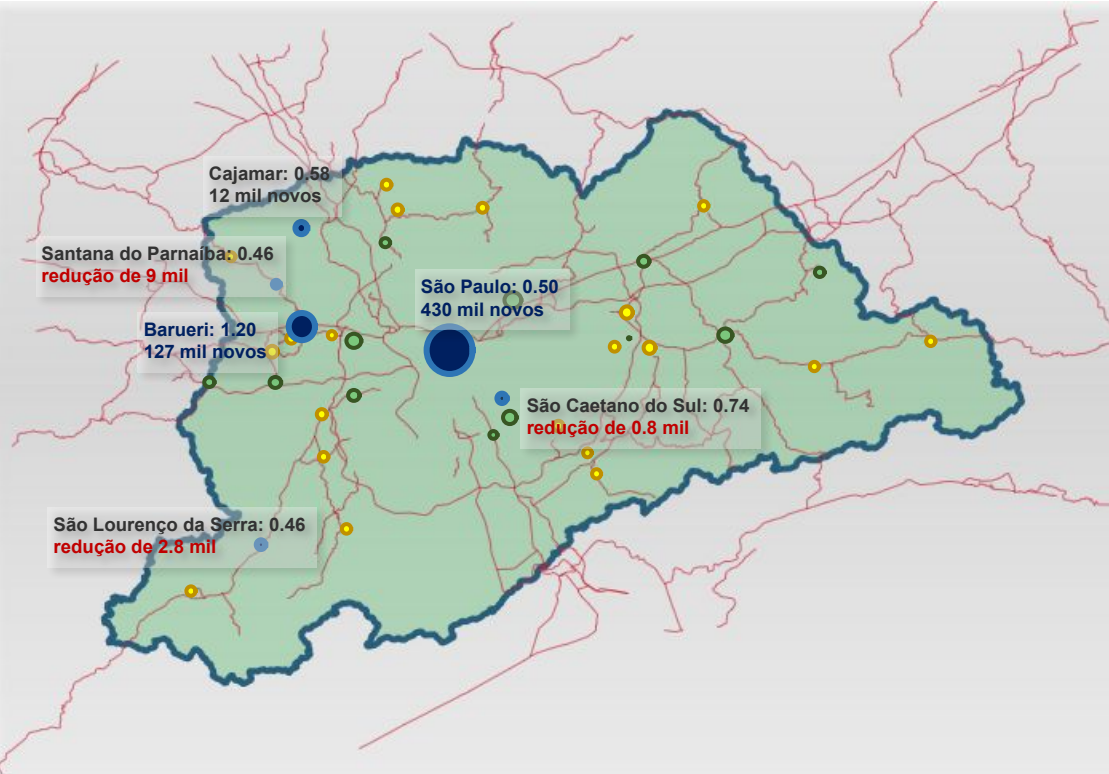 Cajamar: 0.58
12 mil novos
Santana do Parnaíba: 0.46
redução de 9 mil
São Paulo: 0.50
430 mil novos
Barueri: 1.20
127 mil novos
São Caetano do Sul: 0.74
redução de 0.8 mil
São Lourenço da Serra: 0.46
redução de 2.8 mil